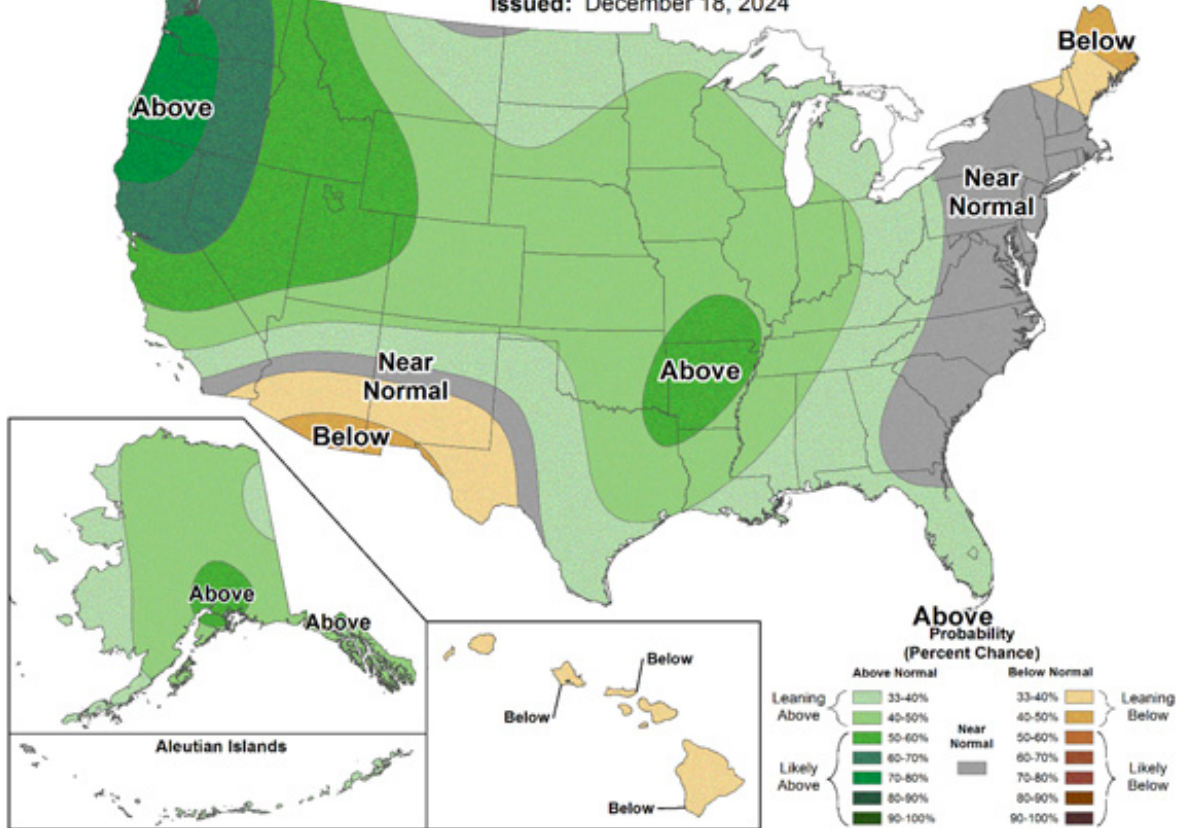 Issued: December 18, 2024
Below
Above
Near
Normal
Near
Normal
Above
Below
Above
Above
Above
Below
Below
Below
Aleutian Islands
Probability
(Percent Chance)
Above Normal
Below Normal
Leaning
Above
33-40%
40-50%
Likely
Above
50-60%
60-70%
70-80%
80-90%
90-100%
Near
Normal
33-40%
40-50%
Leaning
Below
50-60%
60-70%
70-80%
80-90%
90-100%
Likely
Below